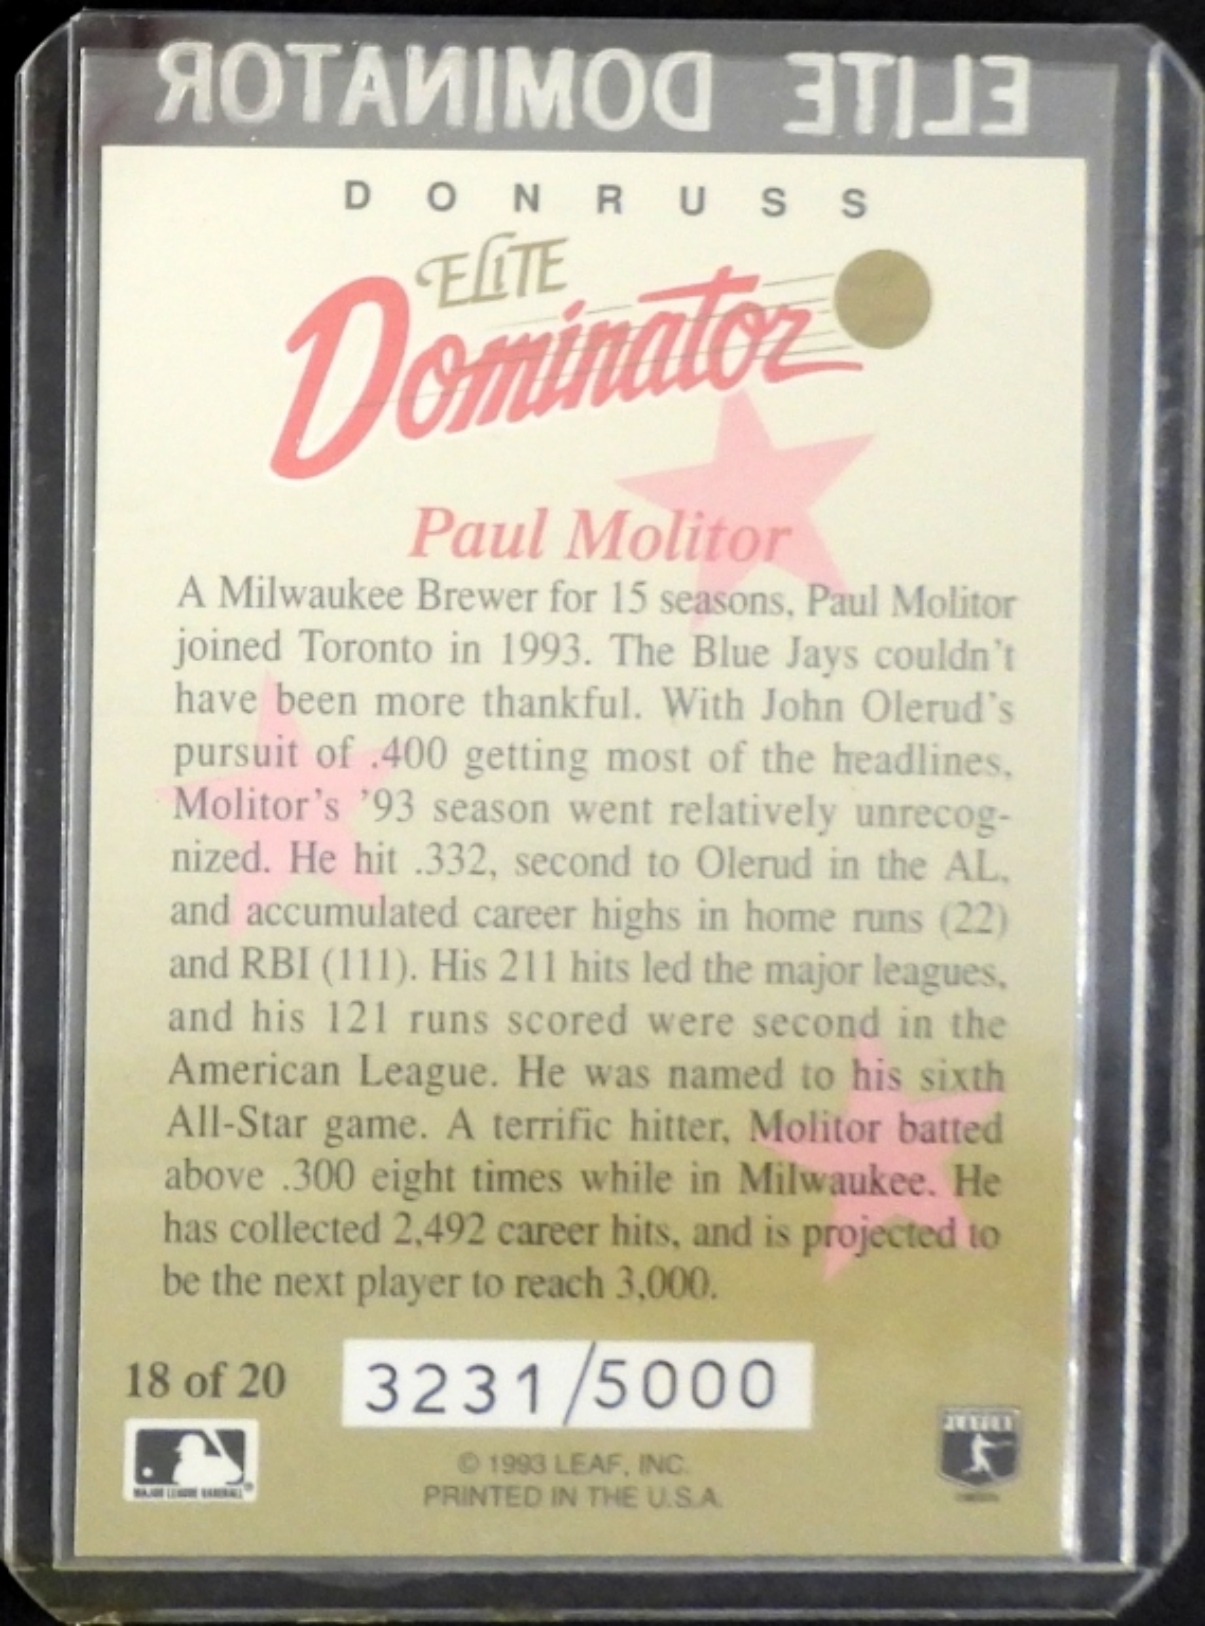 ELITE DOMINATOR
DONRUSS
ELITE
Dominator
Paul Molitor
A Milwaukee Brewer for 15 seasons, Paul Molitor
joined Toronto in 1993. The Blue Jays couldn't
have been more thankful. With John Olerud's
pursuit of .400 getting most of the headlines,
Molitor's '93 season went relatively unrecog-
nized. He hit .332, second to Olerud in the AL,
and accumulated career highs in home runs (22)
and RBI (111). His 211 hits led the major leagues,
and his 121 runs scored were second in the
American League. He was named to his sixth
All-Star game. A terrific hitter, Molitor batted
above .300 eight times while in Milwaukee. He
has collected 2,492 career hits, and is projected to
be the next player to reach 3,000.
18 of 20
3231/5000
MAJOR LEAGUE BASEBALL
PLAYERS
© 1993 LEAF, INC.
PRINTED IN THE U.S.A.